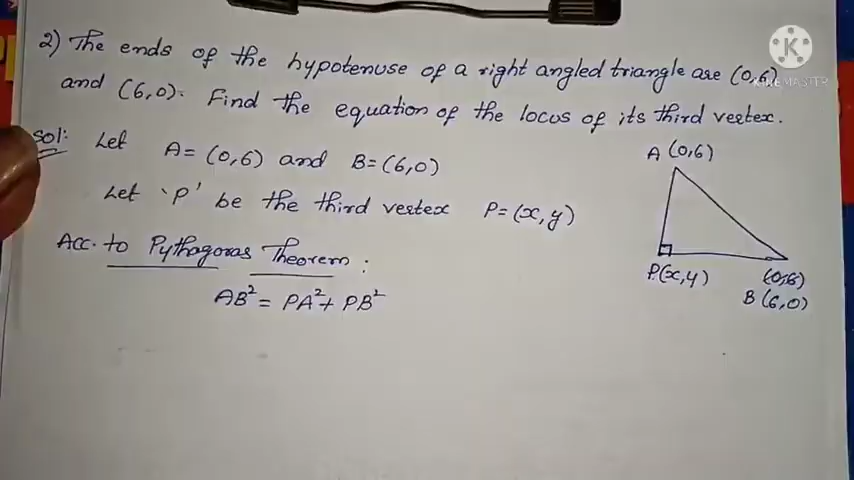 2) The ends of the hypotenuse of a right angled triangle are (0,6)
and (6,0). Find the equation of the locus of its third vertex.
Sol: Let A = (0,6) and B = (6,0)
Let 'P' be the third vertex P = (x, y)
Acc. to Pythagoras Theorem :
AB² = PA² + PB²
A (0,6)
P(x,y)
(0,6)
B (6,0)
K
KINEMASTER